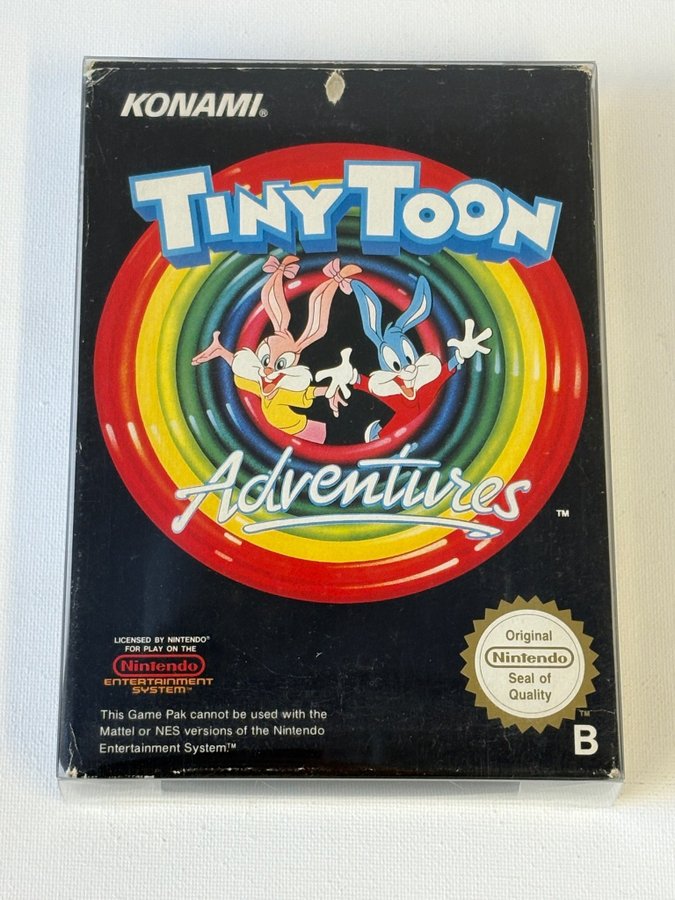 KONAMI®
TINY TOON
Adventures™
LICENSED BY NINTENDO®
FOR PLAY ON THE
Nintendo®
ENTERTAINMENT
SYSTEM™
This Game Pak cannot be used with the
Mattel or NES versions of the Nintendo
Entertainment System.™
Original
Nintendo
Seal of
Quality
™
B